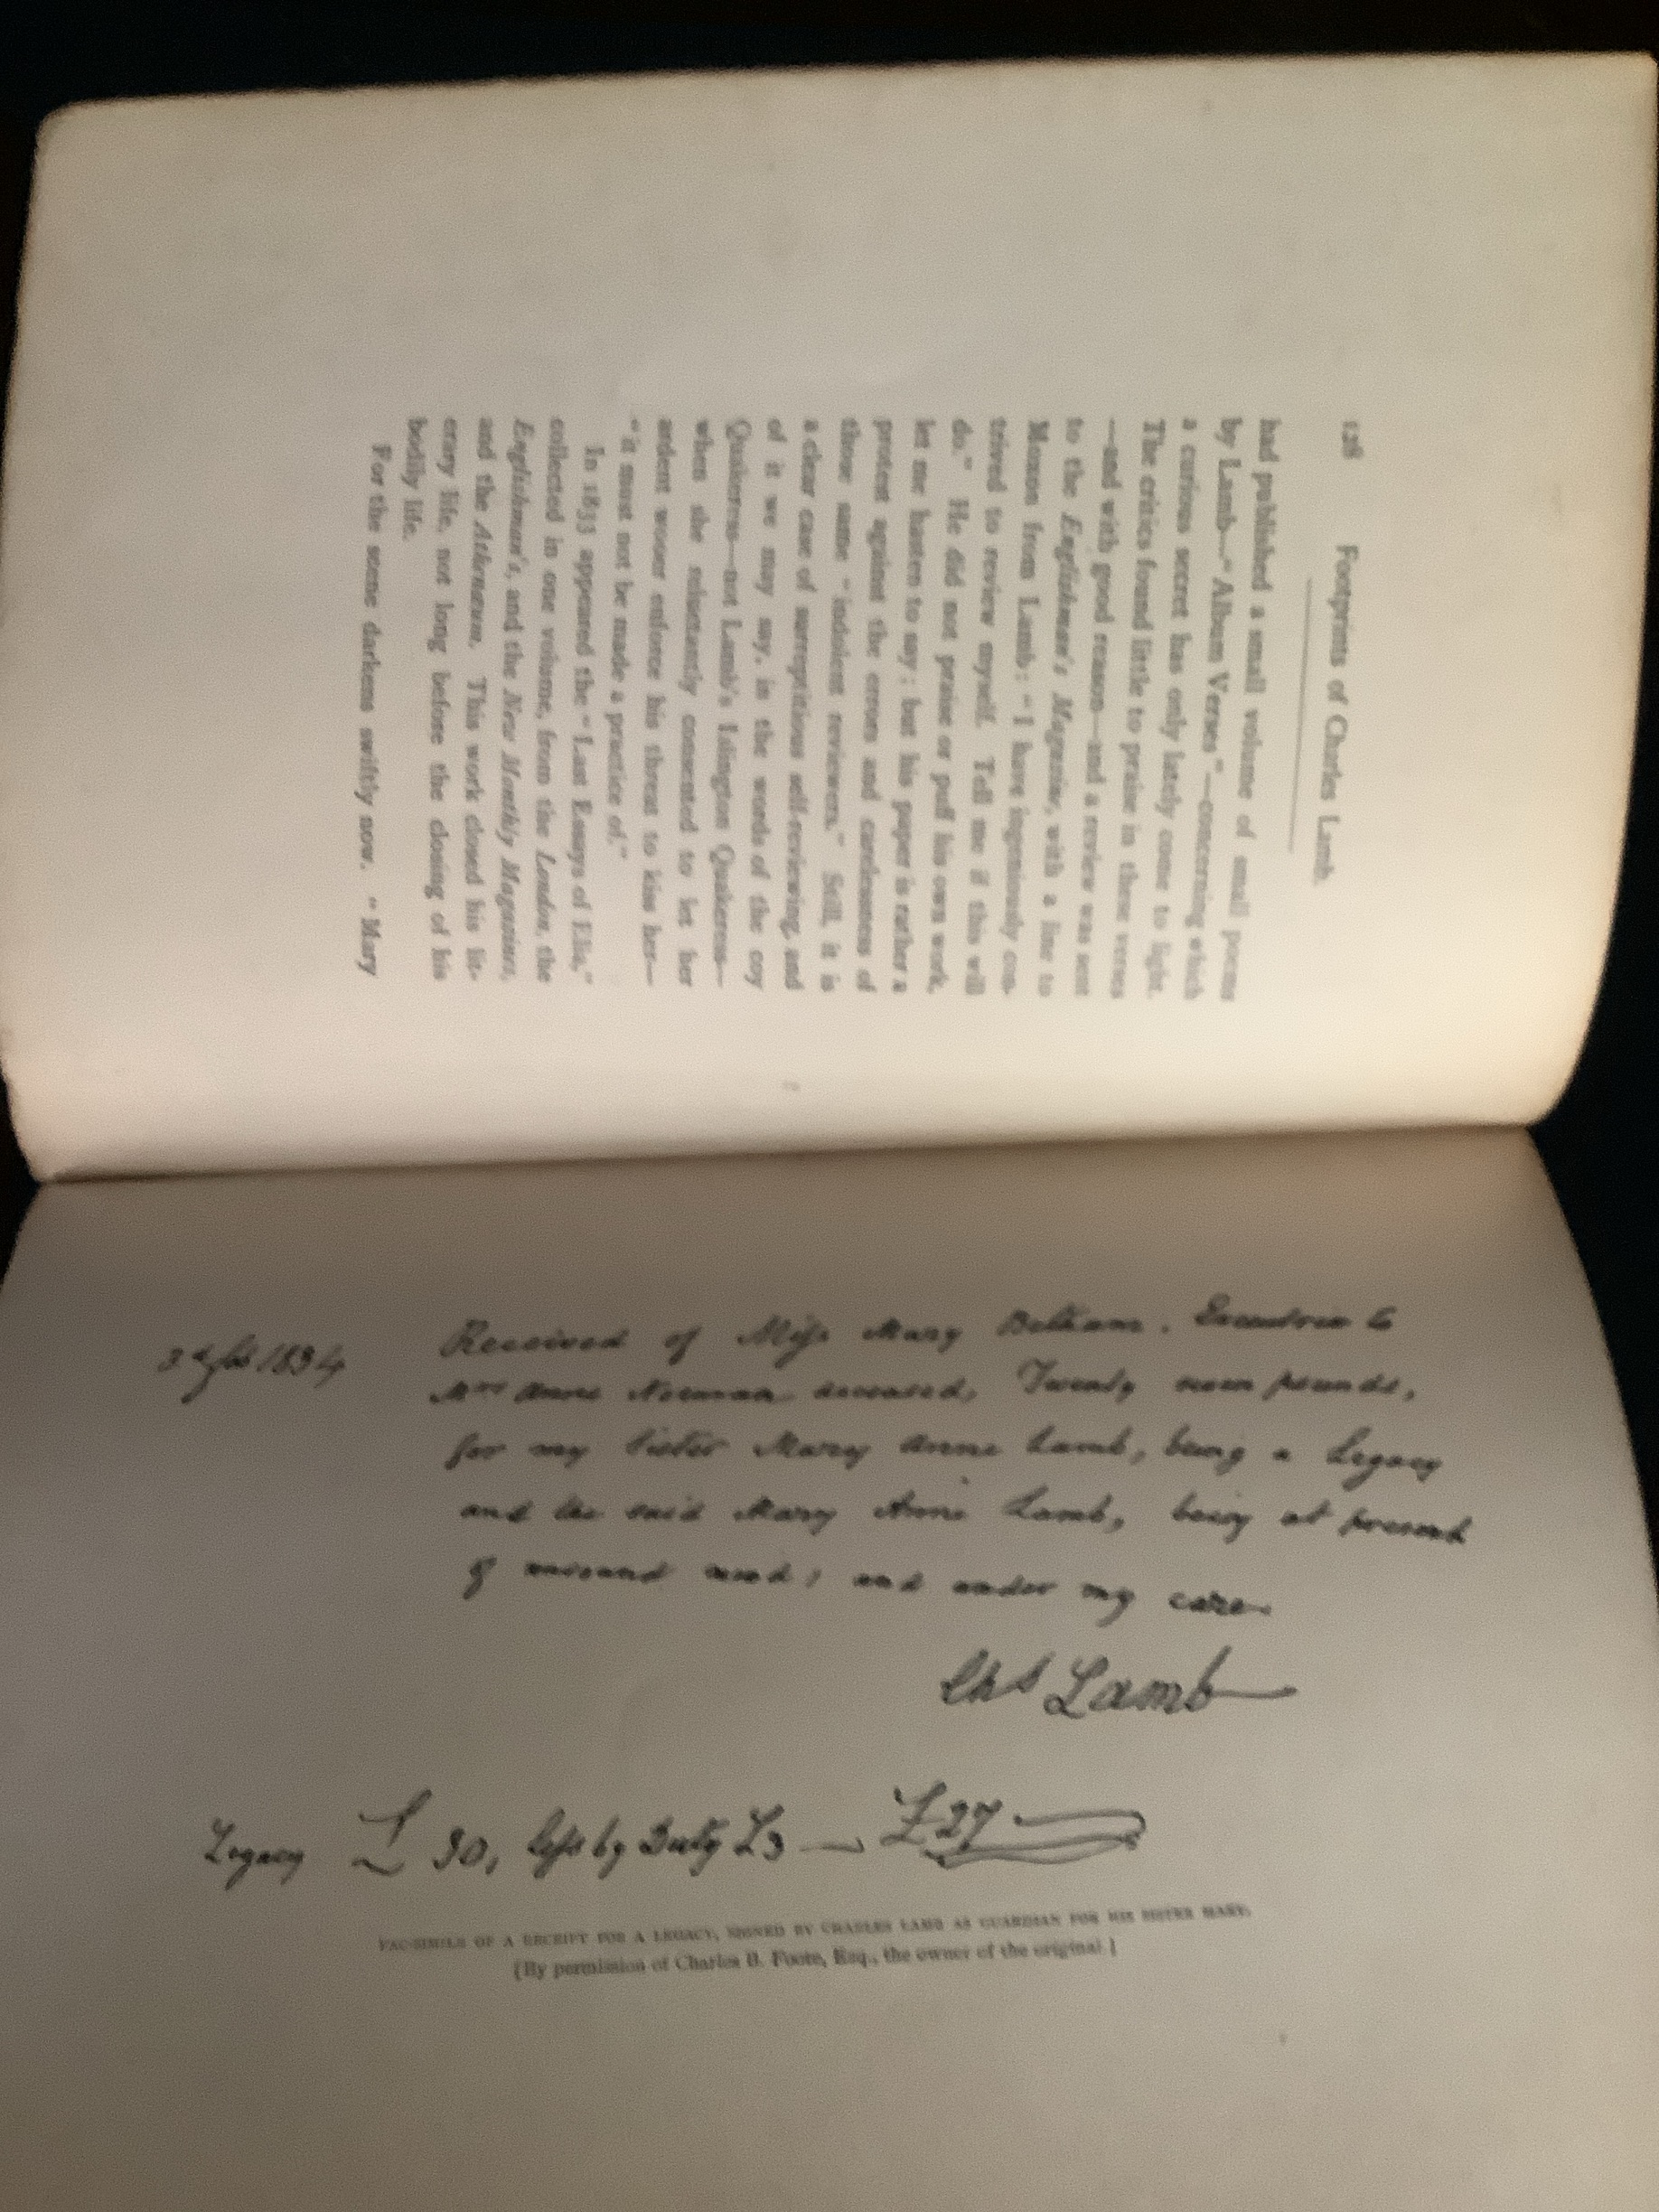 128 Footprints of Charles Lamb.
had published a small volume of small poems
by Lamb—"Album Verses"—concerning which
a curious secret has only lately come to light.
The critics found little to praise in these verses
—and with good reason—and a review was sent
to the Englishman's Magazine, with a line to
Moxon from Lamb: "I have ingeniously con-
trived to review myself. Tell me if this will
do." He did not praise or puff his own work,
let me hasten to say; but his paper is rather a
protest against the errors and carelessness of
those same "indolent reviewers." Still, it is
a clear case of surreptitious self-reviewing, and
of it we may say, in the words of the coy
Quakeress—not Lamb's Islington Quakeress—
when she reluctantly consented to let her
ardent wooer enforce his threat to kiss her—
"it must not be made a practice of."
In 1833 appeared the "Last Essays of Elia,"
collected in one volume, from the London, the
Englishman's, and the New Monthly Magazines,
and the Athenæum. This work closed his lit-
erary life, not long before the closing of his
bodily life.
For the scene darkens swiftly now. "Mary
1834 Received of Miss Mary Executrix to
Mrs Anne Norman deceased, Twenty seven pounds,
for my Sister Mary Anne Lamb, being a Legacy
and the said Mary Anne Lamb, being at present
of unsound mind, and under my care
Chs Lamb
Legacy £30, less by Duty £3 — £27
FAC-SIMILE OF A RECEIPT FOR A LEGACY, SIGNED BY CHARLES LAMB AS GUARDIAN FOR HIS SISTER MARY.
[By permission of Charles B. Foote, Esq., the owner of the original.]